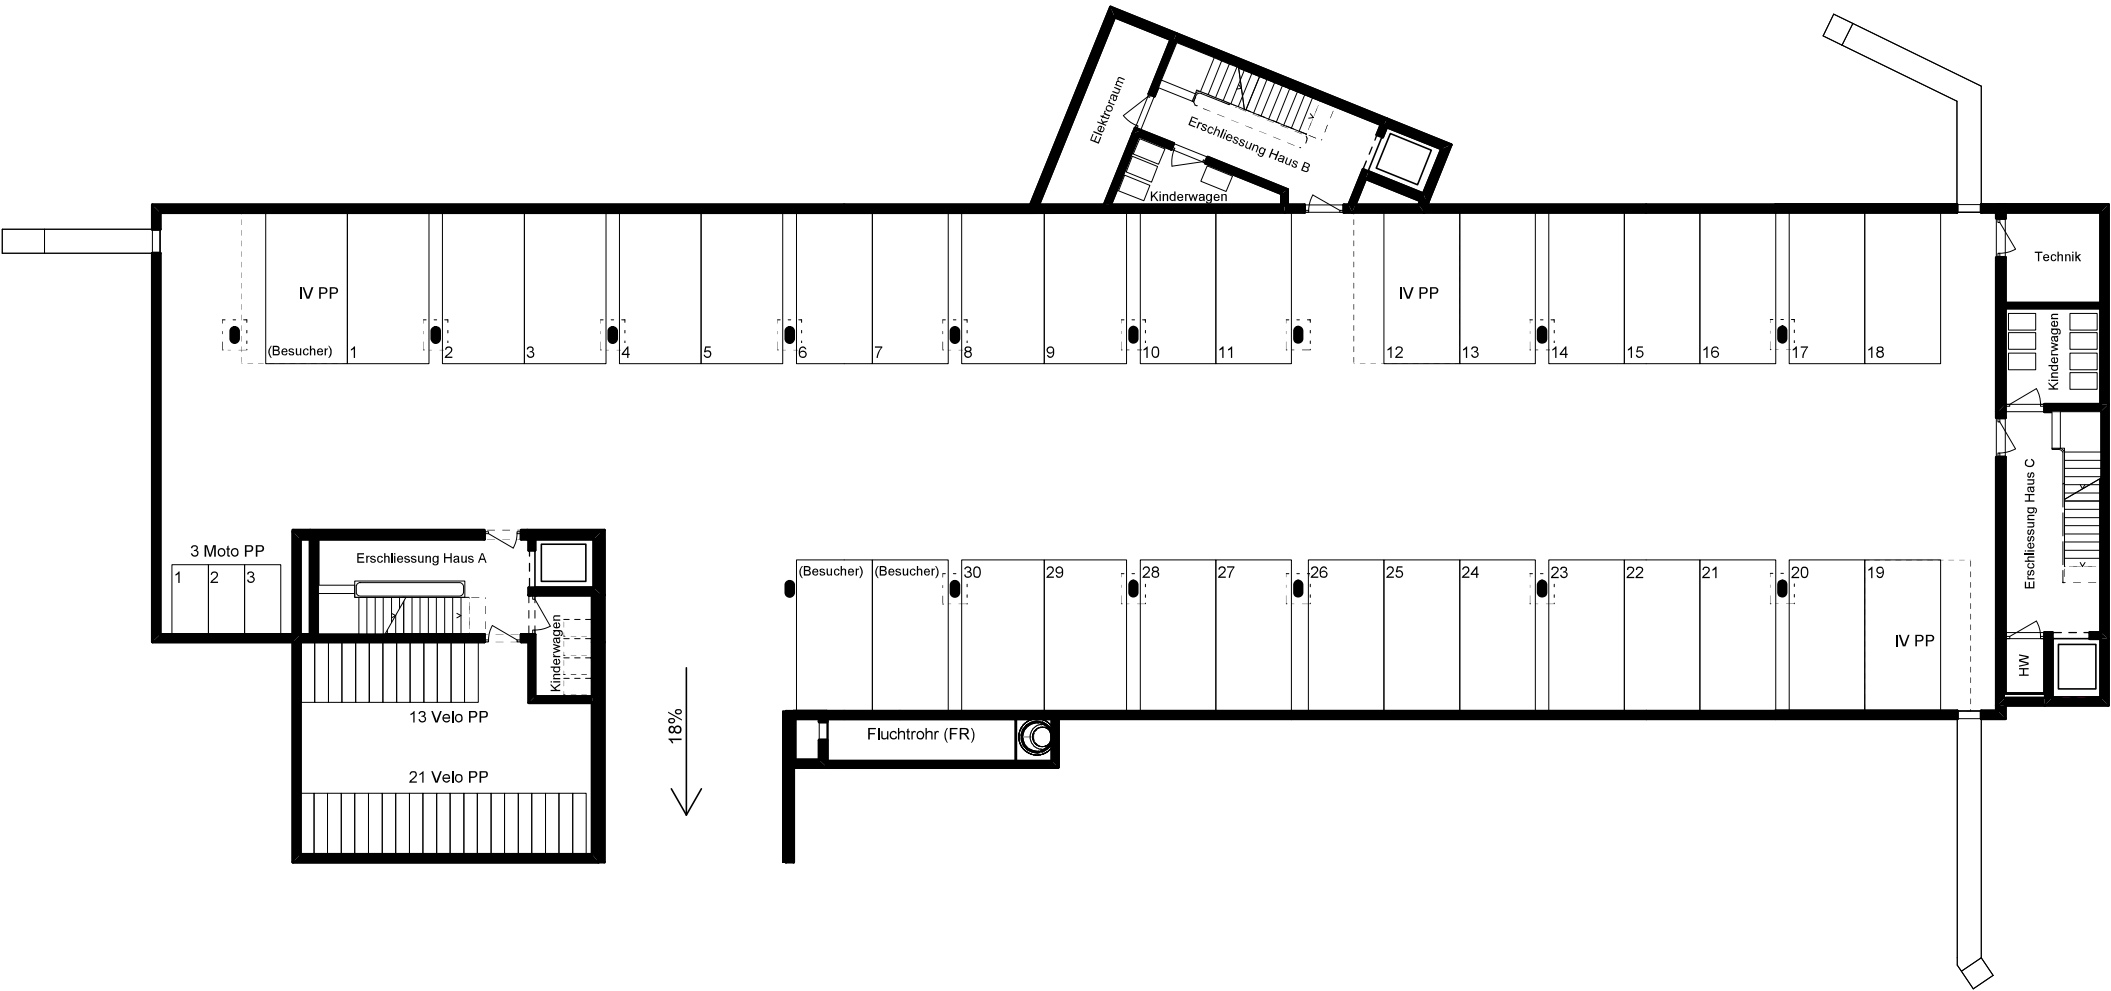 Elektroraum
Erschliessung Haus B
Kinderwagen
IV PP
(Besucher)
1
2
3
4
5
6
7
8
9
10
11
IV PP
12
13
14
15
16
17
18
Technik
Kinderwagen
Erschliessung Haus C
HW
3 Moto PP
1
2
3
Erschliessung Haus A
Kinderwagen
13 Velo PP
21 Velo PP
18%
(Besucher)
(Besucher)
30
29
28
27
26
25
24
23
22
21
20
19
IV PP
Fluchtrohr (FR)